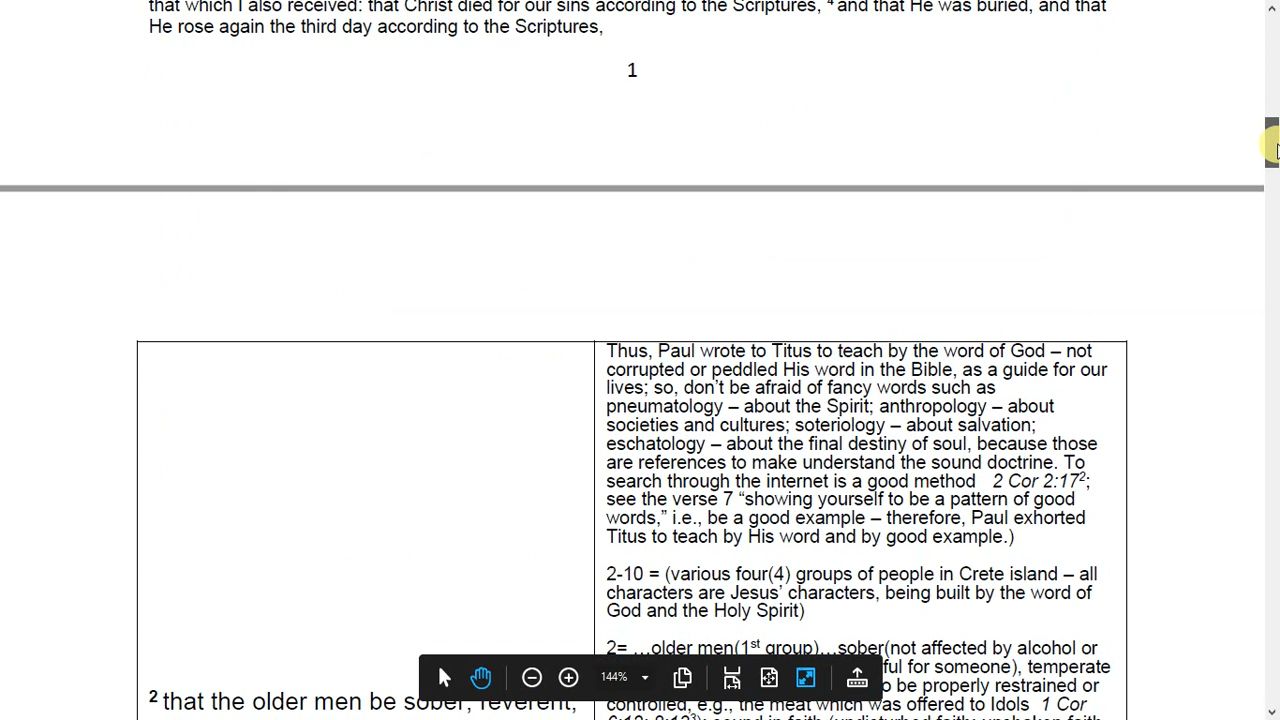 that which I also received: that Christ died for our sins according to the Scriptures, 4 and that He was buried, and that
He rose again the third day according to the Scriptures,
1
Thus, Paul wrote to Titus to teach by the word of God – not
corrupted or peddled His word in the Bible, as a guide for our
lives; so, don’t be afraid of fancy words such as
pneumatology – about the Spirit; anthropology – about
societies and cultures; soteriology – about salvation;
eschatology – about the final destiny of soul, because those
are references to make understand the sound doctrine. To
search through the internet is a good method 2 Cor 2:17²;
see the verse 7 “showing yourself to be a pattern of good
words,” i.e., be a good example – therefore, Paul exhorted
Titus to teach by His word and by good example.)
2-10 = (various four(4) groups of people in Crete island – all
characters are Jesus’ characters, being built by the word of
God and the Holy Spirit)
2= …older men(1st group)…sober(not affected by alcohol or
ful for someone), temperate
o be properly restrained or
² that the older men be sober, reverent,
controlled, e.g., the meat which was offered to Idols 1 Cor
144%